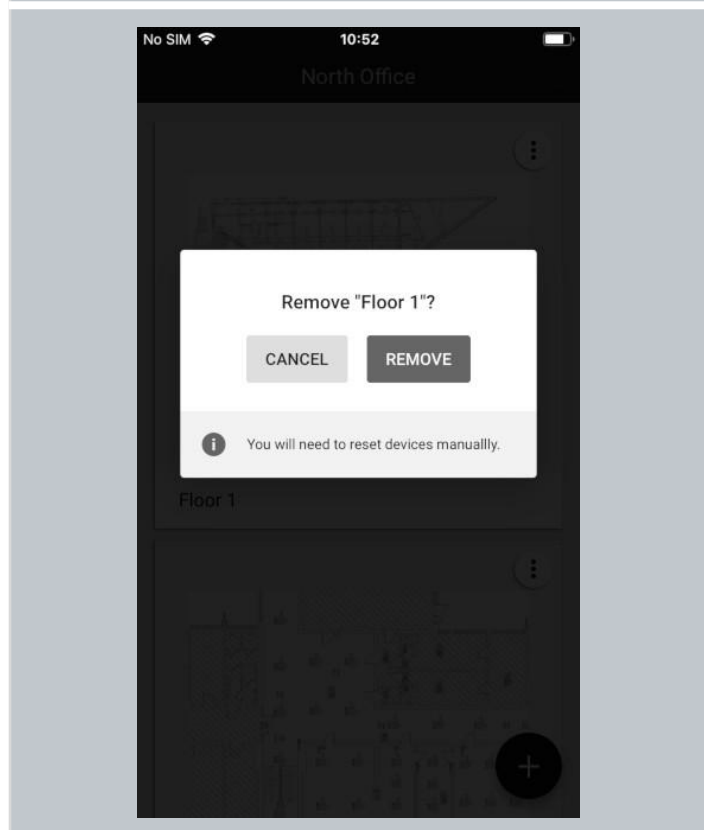 No SIM 10:52
North Office
Remove "Floor 1"?
CANCEL REMOVE
You will need to reset devices manuallly.
Floor 1